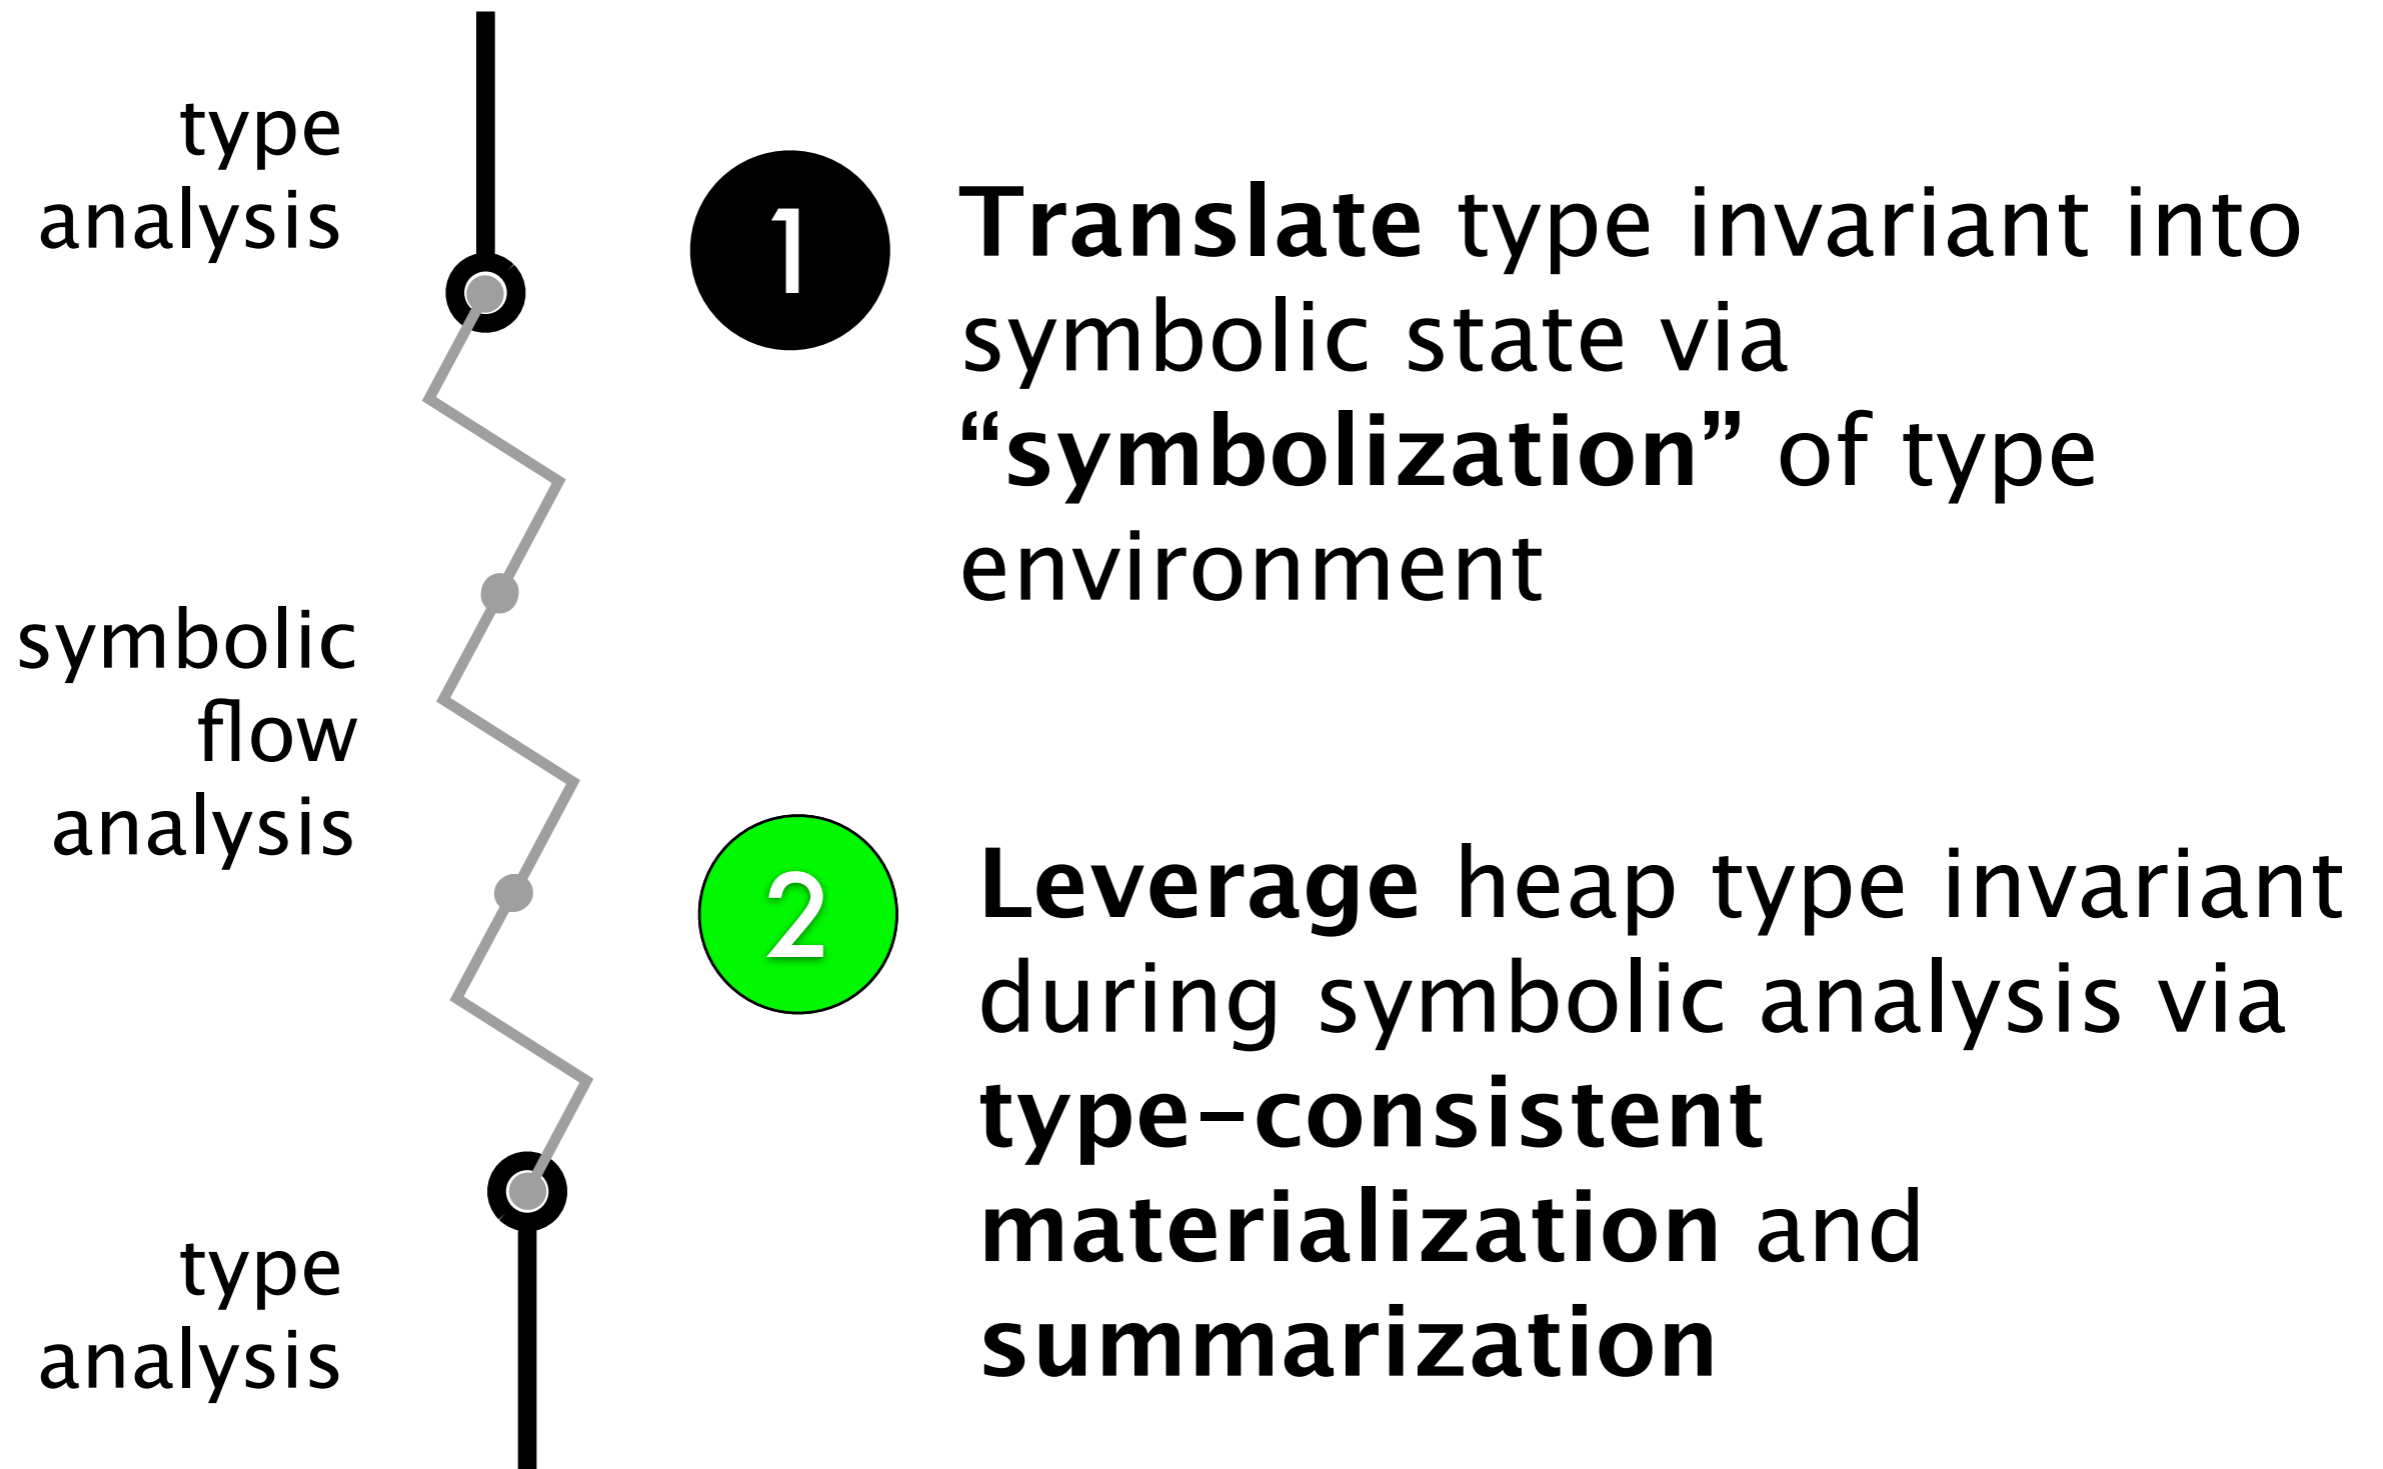 type
analysis
1
Translate type invariant into
symbolic state via
“symbolization” of type
environment
symbolic
flow
analysis
2
Leverage heap type invariant
during symbolic analysis via
type-consistent
materialization and
summarization
type
analysis